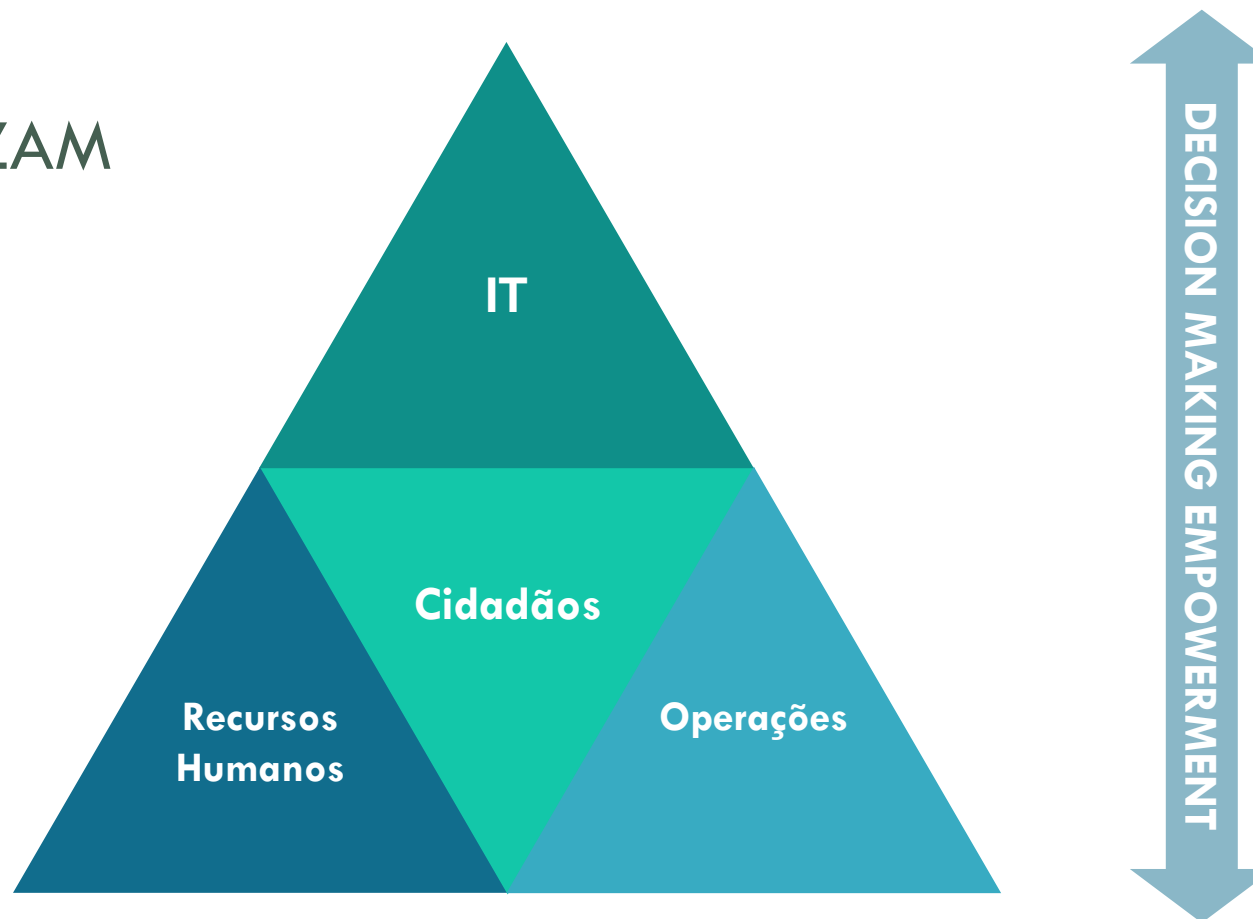 ZAM
IT
Cidadãos
Recursos
Humanos
Operações
DECISION MAKING EMPOWERMENT